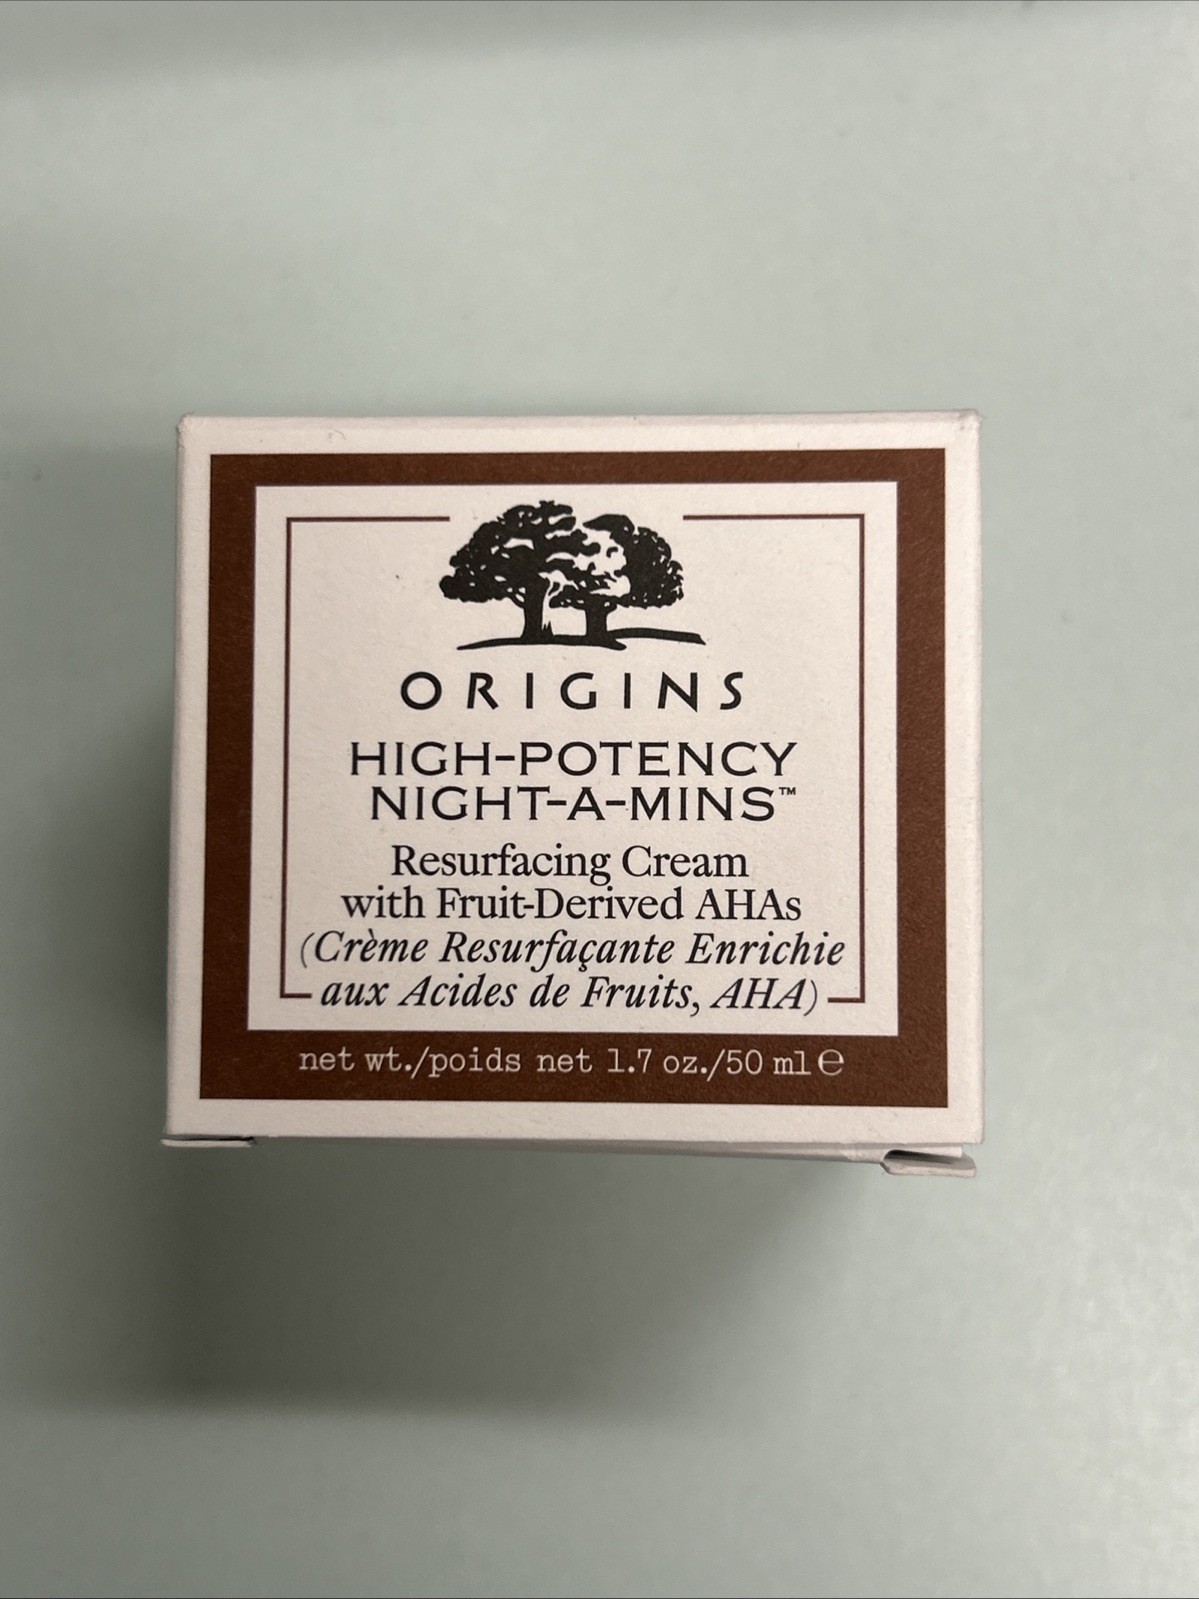 ORIGINS
HIGH-POTENCY
NIGHT-A-MINS™
Resurfacing Cream
with Fruit-Derived AHAs
(Crème Resurfaçante Enrichie
aux Acides de Fruits, AHA)
net wt./poids net 1.7 oz./50 ml ℮